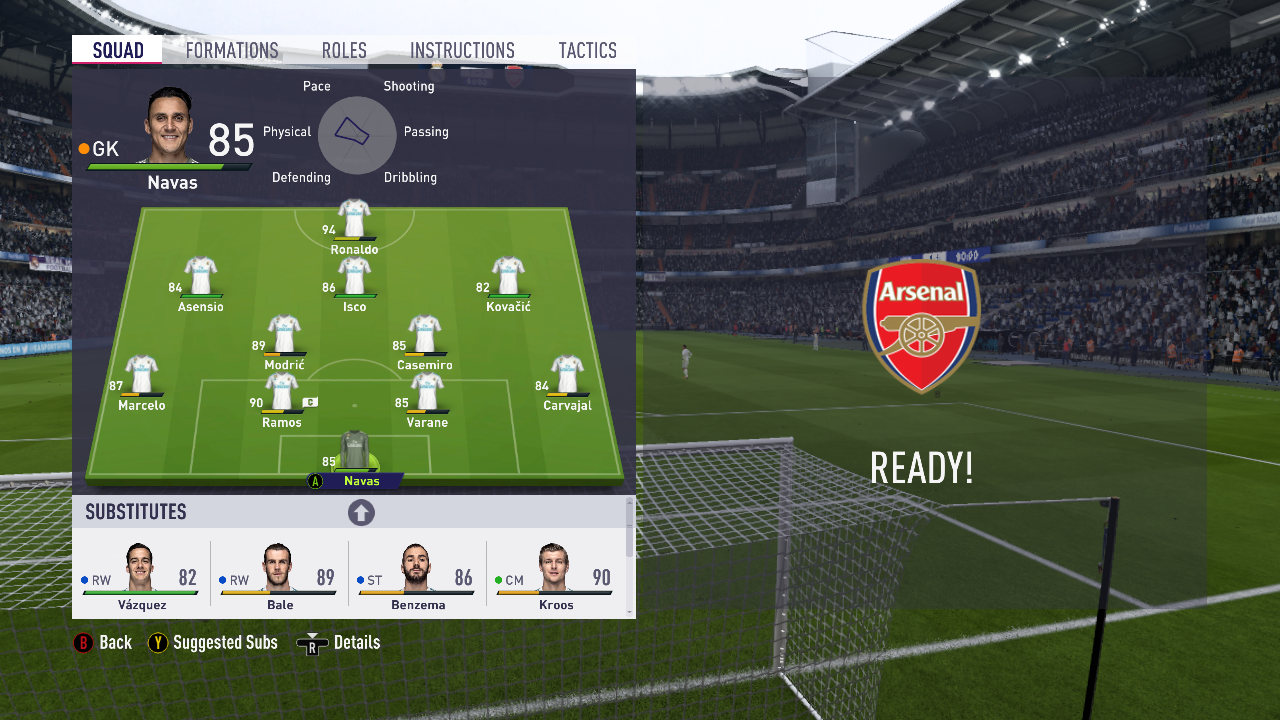 SQUAD FORMATIONS ROLES INSTRUCTIONS TACTICS
Pace Shooting
GK 85 Physical Passing
Navas Defending Dribbling
94
Ronaldo
84 86 82
Asensio Isco Kovačić
89 85
Modrić Casemiro
87 84
Marcelo Carvajal
90 C 85
Ramos Varane
85
A Navas
SUBSTITUTES
RW 82 RW 89 ST 86 CM 90
Vázquez Bale Benzema Kroos
B Back Y Suggested Subs R Details
90:00
Arsenal
READY!